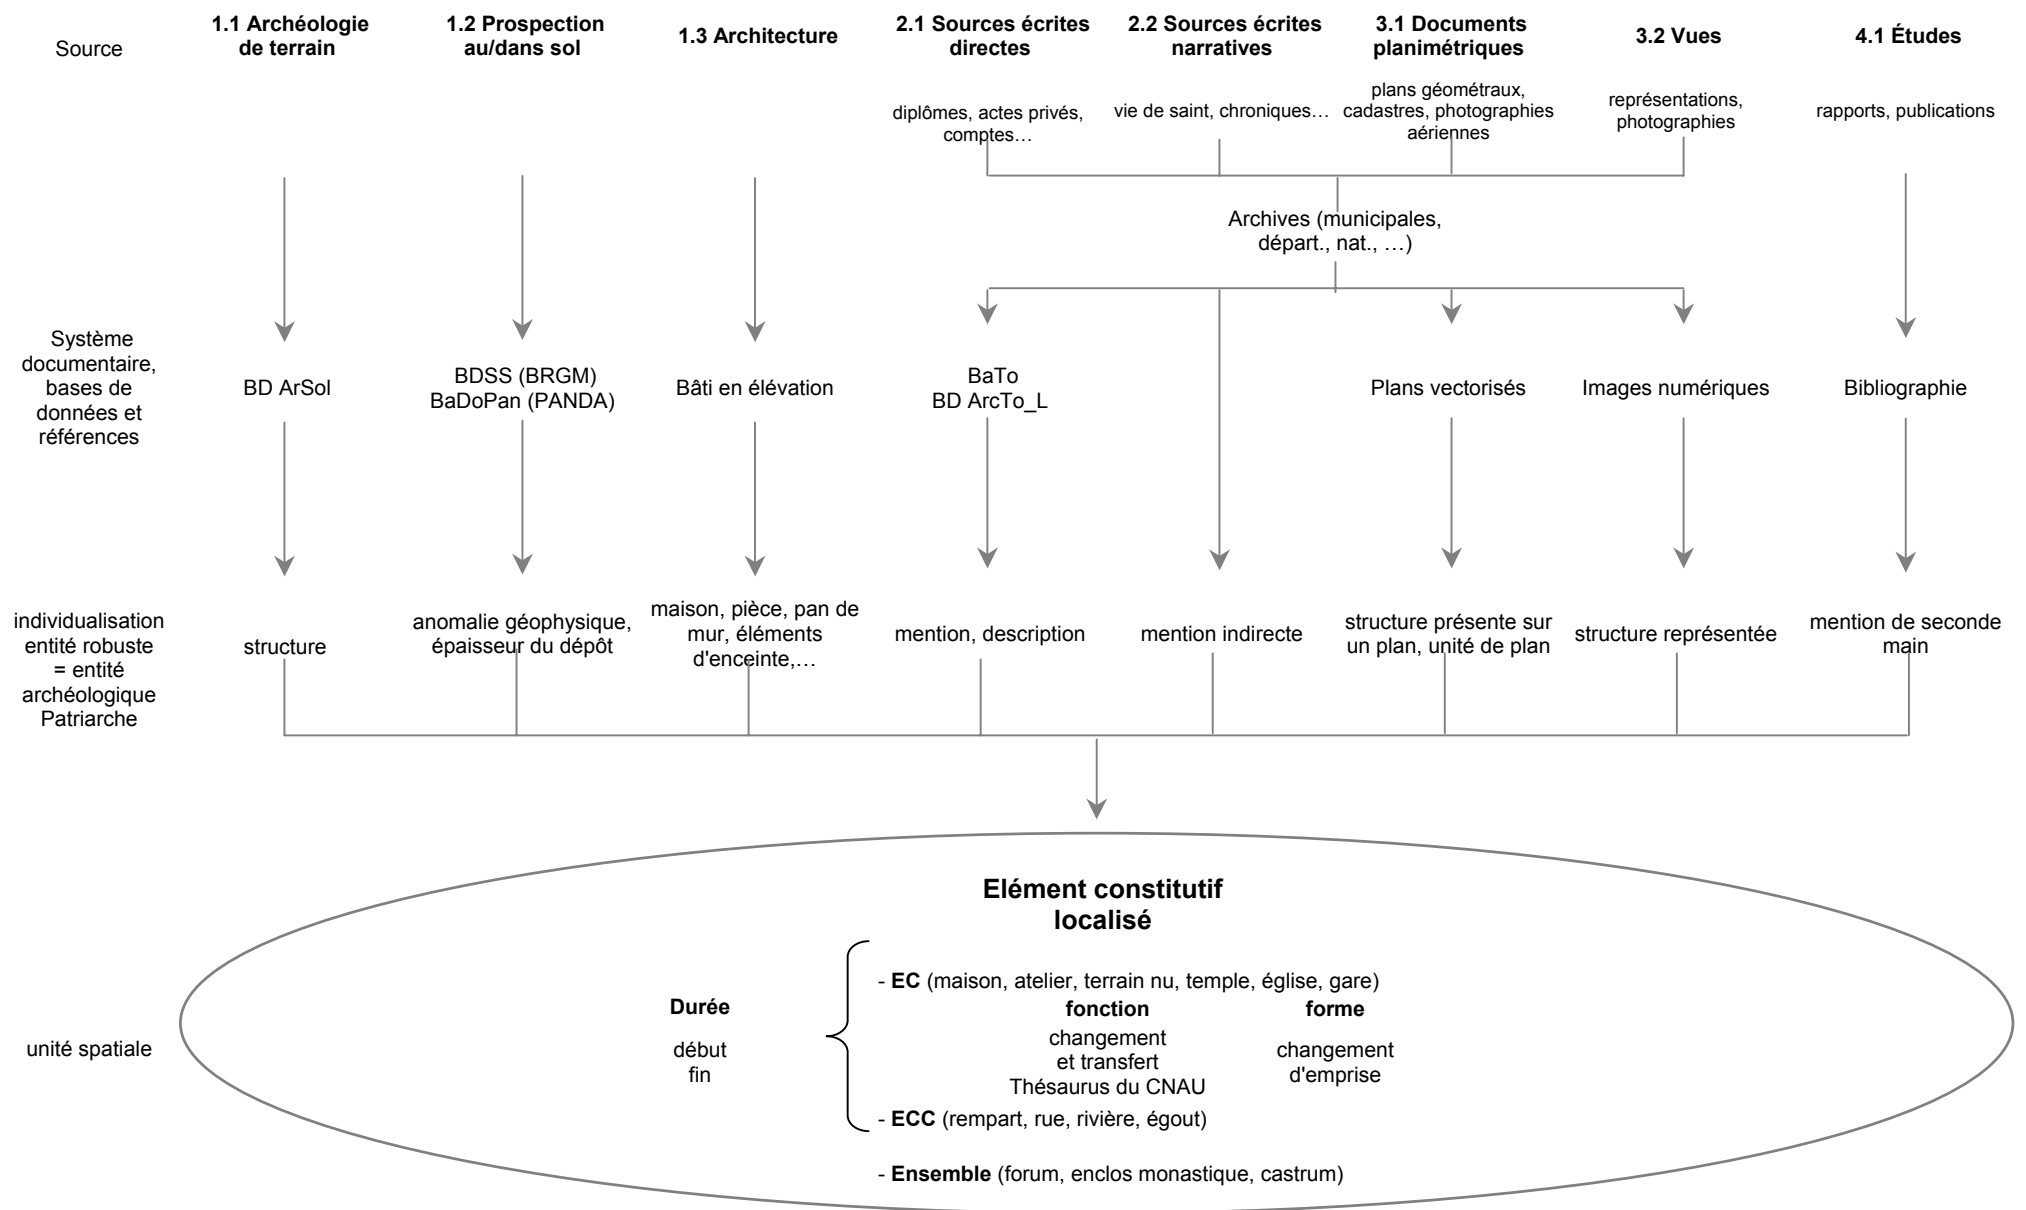 Source
1.1 Archéologie
de terrain
1.2 Prospection
au/dans sol
1.3 Architecture
2.1 Sources écrites
directes
2.2 Sources écrites
narratives
3.1 Documents
planimétriques
3.2 Vues
4.1 Études
diplômes, actes privés,
comptes…
vie de saint, chroniques…
plans géométraux,
cadastres, photographies
aériennes
représentations,
photographies
rapports, publications
Archives (municipales,
départ., nat., …)
Système
documentaire,
bases de
données et
références
BD ArSol
BDSS (BRGM)
BaDoPan (PANDA)
Bâti en élévation
BaTo
BD ArcTo_L
Plans vectorisés
Images numériques
Bibliographie
individualisation
entité robuste
= entité
archéologique
Patriarche
structure
anomalie géophysique,
épaisseur du dépôt
maison, pièce, pan de
mur, éléments
d'enceinte,…
mention, description
mention indirecte
structure présente sur
un plan, unité de plan
structure représentée
mention de seconde
main
unité spatiale
Elément constitutif
localisé
Durée
début
fin
- EC (maison, atelier, terrain nu, temple, église, gare)
fonction
changement
et transfert
Thésaurus du CNAU
forme
changement
d'emprise
- ECC (rempart, rue, rivière, égout)
- Ensemble (forum, enclos monastique, castrum)